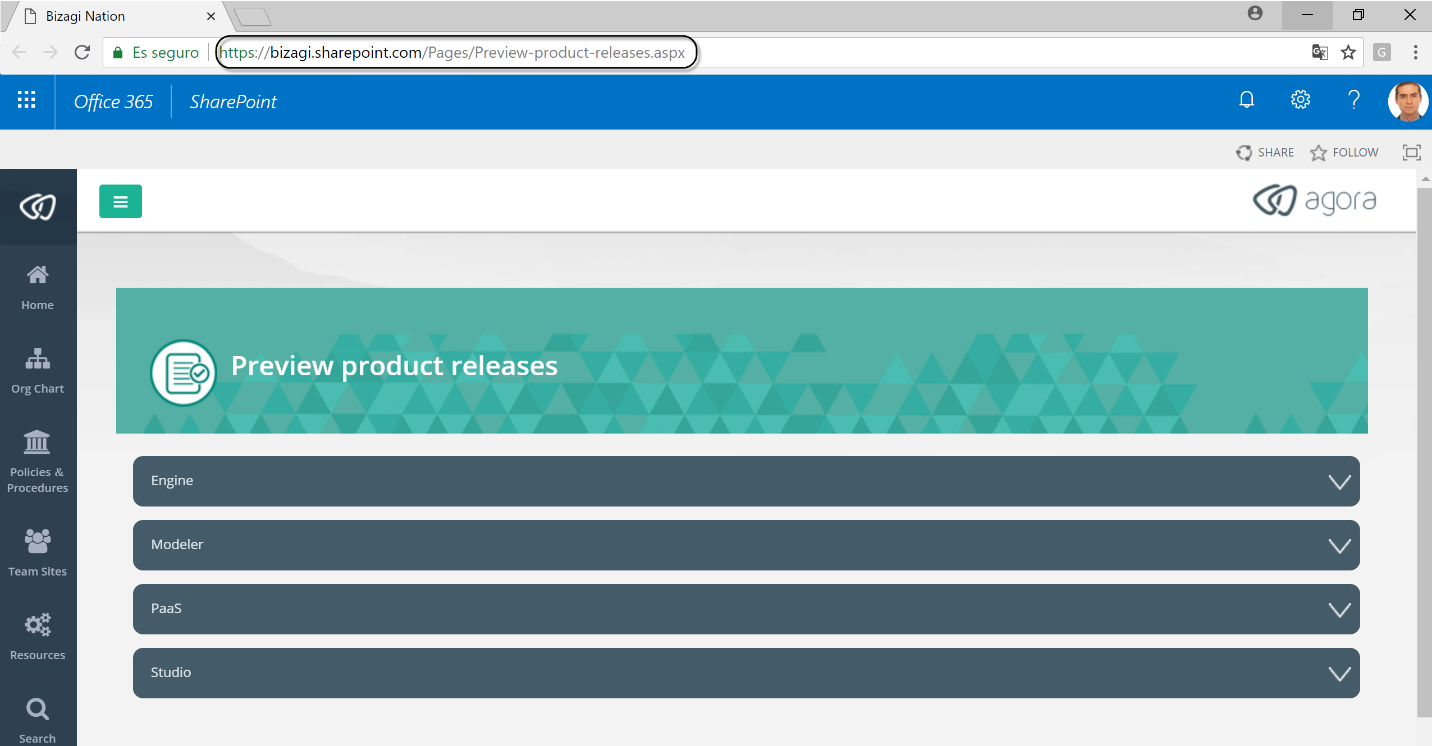 Bizagi Nation
Es seguro https://bizagi.sharepoint.com/Pages/Preview-product-releases.aspx
G
Office 365 SharePoint
SHARE FOLLOW
agora
Home
Org Chart
Policies &
Procedures
Team Sites
Resources
Search
Preview product releases
Engine
Modeler
PaaS
Studio